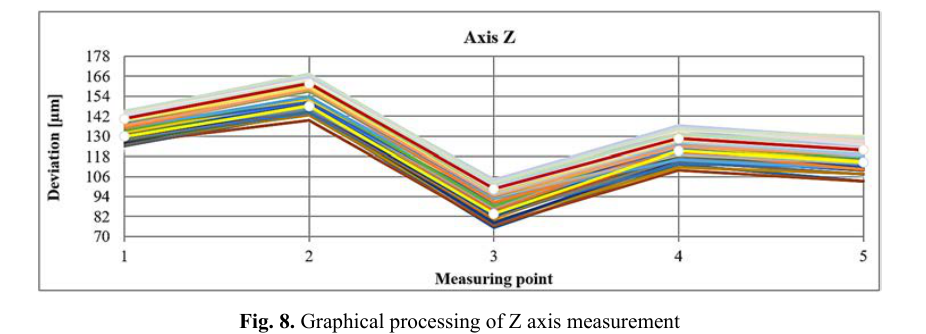 Axis Z
178
166
154
142
130
118
106
94
82
70
Deviation [µm]
1 2 3 4 5
Measuring point
Fig. 8. Graphical processing of Z axis measurement